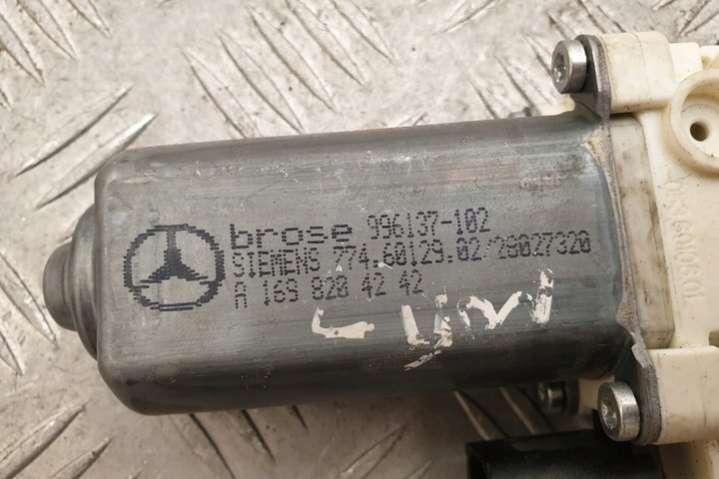 brose 996137-102
SIEMENS 774.60129.02/28027320
A 169 820 42 42